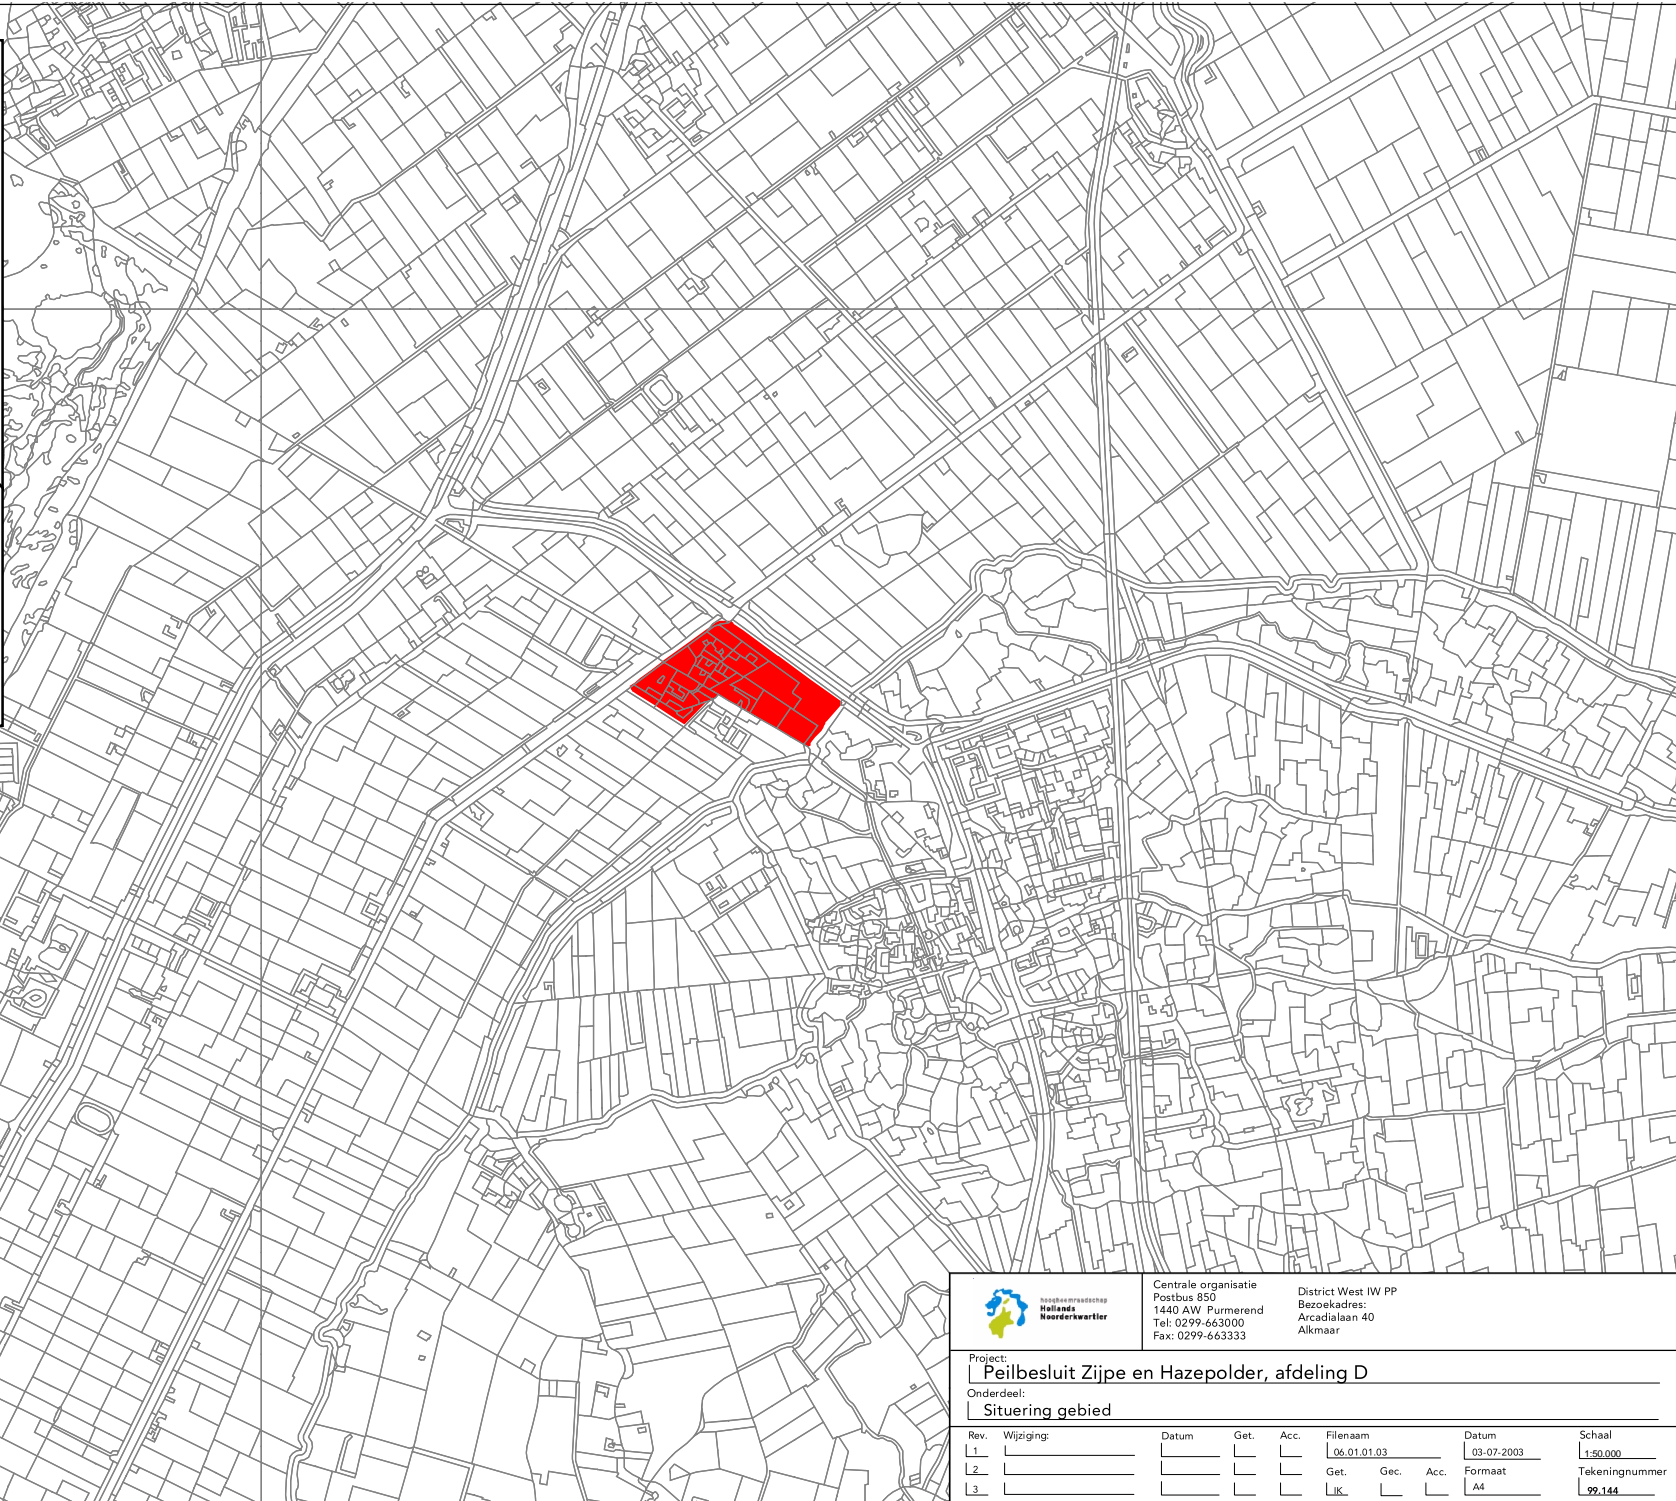 hoogheemraadschap
Hollands
Noorderkwartier
Centrale organisatie
Postbus 850
1440 AW Purmerend
Tel: 0299-663000
Fax: 0299-663333
District West IW PP
Bezoekadres:
Arcadialaan 40
Alkmaar
Project:
Peilbesluit Zijpe en Hazepolder, afdeling D
Onderdeel:
Situering gebied
Rev. Wijziging: Datum Get. Acc. Filenaam Datum Schaal
1 06.01.01.03 03-07-2003 1:50.000
2 Get. Gec. Acc. Formaat Tekeningnummer
3 IK A4 99.144